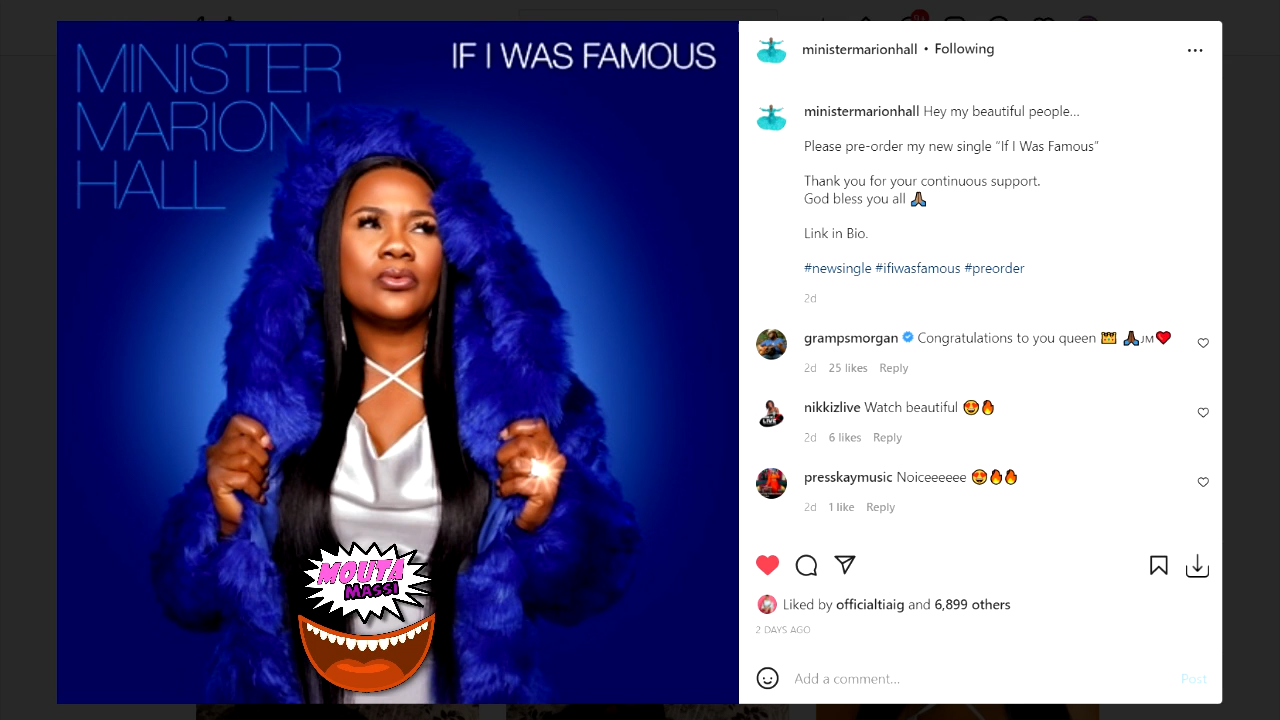 MINISTER
MARION
HALL
IF I WAS FAMOUS
MOUTA
MASSI
ministermarionhall • Following
ministermarionhall Hey my beautiful people...
Please pre-order my new single “If I Was Famous”
Thank you for your continuous support.
God bless you all 🙏🏾
Link in Bio.
#newsingle #ifiwasfamous #preorder
2d
grampsmorgan Congratulations to you queen 👑 🙏🏾JM❤️
2d 25 likes Reply
nikkizlive Watch beautiful 😍🔥
2d 6 likes Reply
presskaymusic Noiceeeeee 😍🔥🔥
2d 1 like Reply
Liked by officialtiaig and 6,899 others
2 DAYS AGO
Add a comment... Post